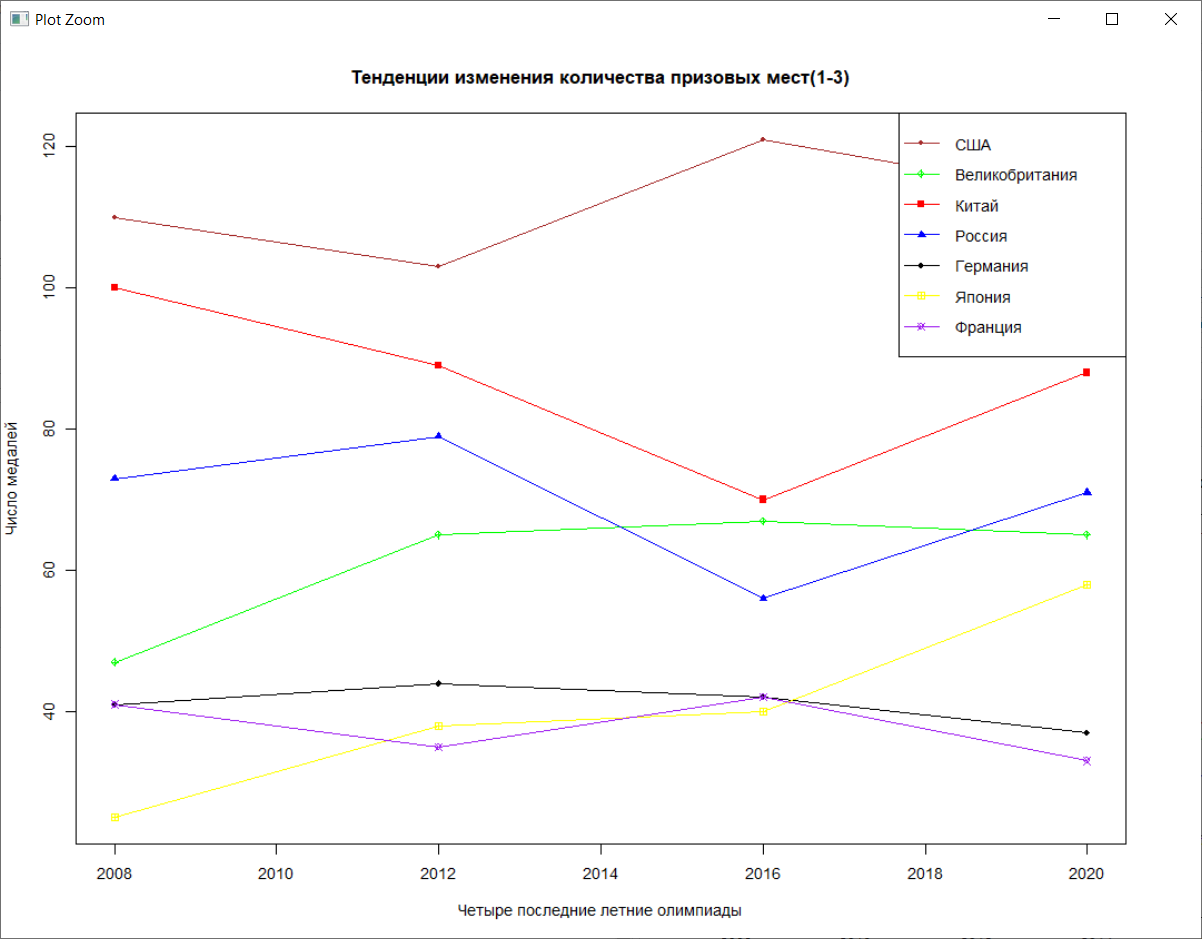 Plot Zoom
Тенденции изменения количества призовых мест(1-3)
120
100
80
60
40
Число медалей
США
Великобритания
Китай
Россия
Германия
Япония
Франция
2008 2010 2012 2014 2016 2018 2020
Четыре последние летние олимпиады